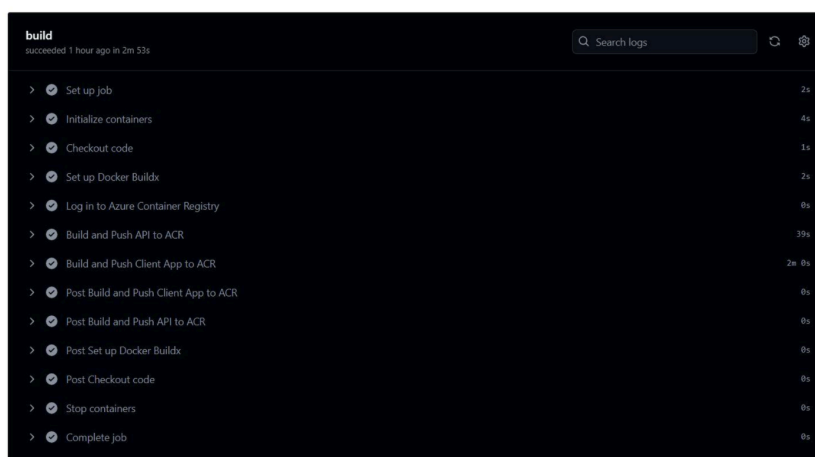 build
succeeded 1 hour ago in 2m 53s
Search logs
Set up job 2s
Initialize containers 4s
Checkout code 1s
Set up Docker Buildx 2s
Log in to Azure Container Registry 0s
Build and Push API to ACR 39s
Build and Push Client App to ACR 2m 0s
Post Build and Push Client App to ACR 0s
Post Build and Push API to ACR 0s
Post Set up Docker Buildx 0s
Post Checkout code 0s
Stop containers 0s
Complete job 0s